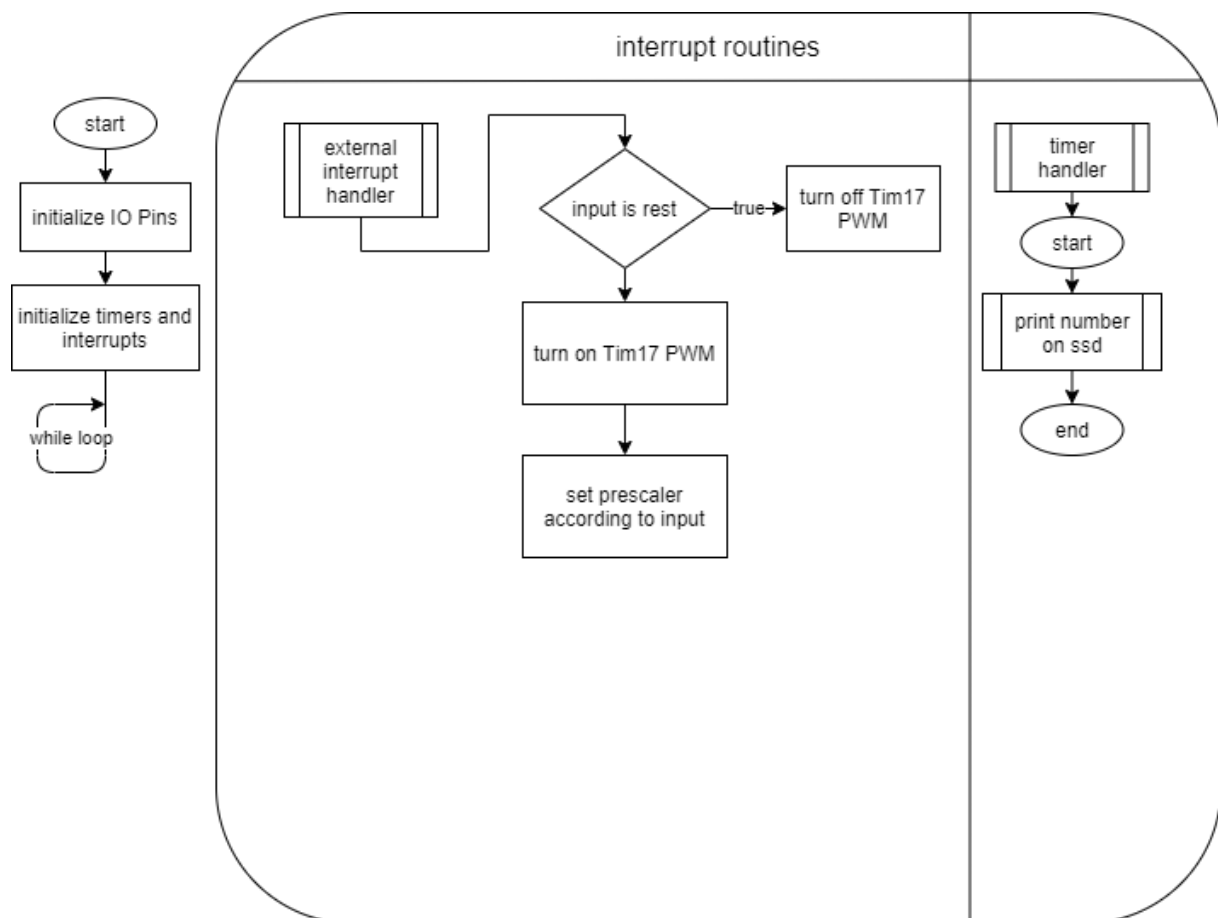 interrupt routines
start
initialize IO Pins
initialize timers and
interrupts
while loop
external
interrupt
handler
input is rest
true
turn off Tim17
PWM
turn on Tim17 PWM
set prescaler
according to input
timer
handler
start
print number
on ssd
end